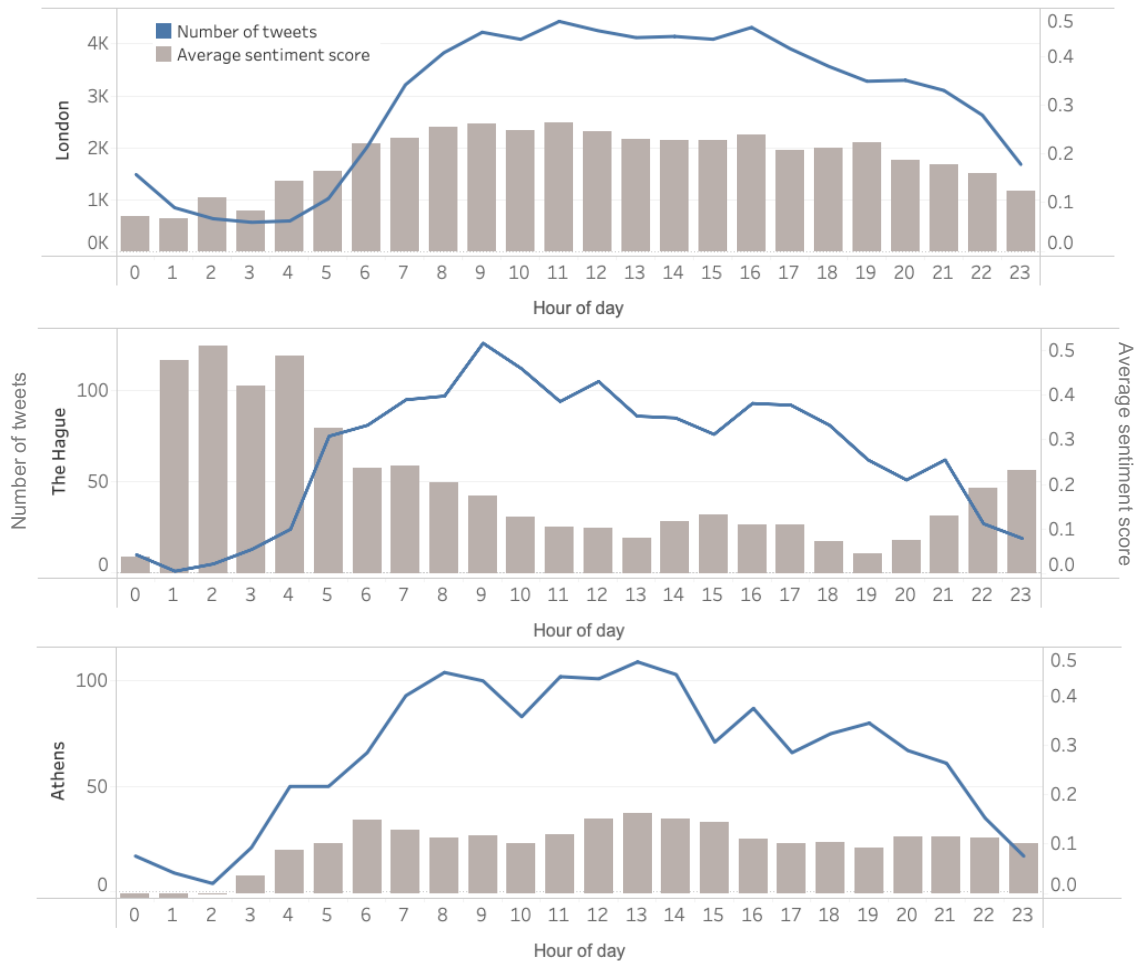 Number of tweets
Average sentiment score
London
4K
3K
2K
1K
0K
0.5
0.4
0.3
0.2
0.1
0.0
0 1 2 3 4 5 6 7 8 9 10 11 12 13 14 15 16 17 18 19 20 21 22 23
Hour of day
Number of tweets
The Hague
100
50
0
0.5
0.4
0.3
0.2
0.1
0.0
Average sentiment score
0 1 2 3 4 5 6 7 8 9 10 11 12 13 14 15 16 17 18 19 20 21 22 23
Hour of day
Athens
100
50
0
0.5
0.4
0.3
0.2
0.1
0.0
0 1 2 3 4 5 6 7 8 9 10 11 12 13 14 15 16 17 18 19 20 21 22 23
Hour of day